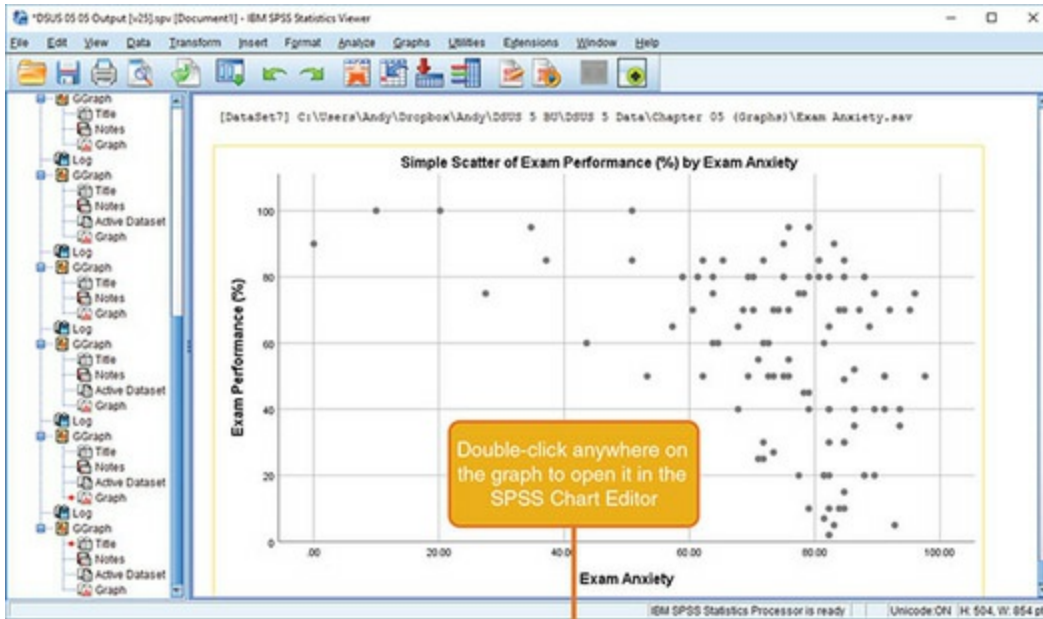 *DSUS 05 05 Output [v25].spv [Document1] - IBM SPSS Statistics Viewer
File Edit View Data Transform Insert Format Analyze Graphs Utilities Extensions Window Help
GGraph
Title
Notes
Graph
Log
GGraph
Title
Notes
Active Dataset
Graph
Log
GGraph
Title
Notes
Graph
Log
GGraph
Title
Notes
Active Dataset
Graph
Log
GGraph
Title
Notes
Active Dataset
Graph
Log
GGraph
Title
Notes
Active Dataset
Graph
[DataSet7] C:\Users\Andy\Dropbox\Andy\DSUS 5 BU\DSUS 5 Data\Chapter 05 (Graphs)\Exam Anxiety.sav
Simple Scatter of Exam Performance (%) by Exam Anxiety
Exam Performance (%)
100
80
60
40
20
0
.00 20.00 40.00 60.00 80.00 100.00
Exam Anxiety
Double-click anywhere on
the graph to open it in the
SPSS Chart Editor
IBM SPSS Statistics Processor is ready Unicode:ON H: 504, W: 854 pt